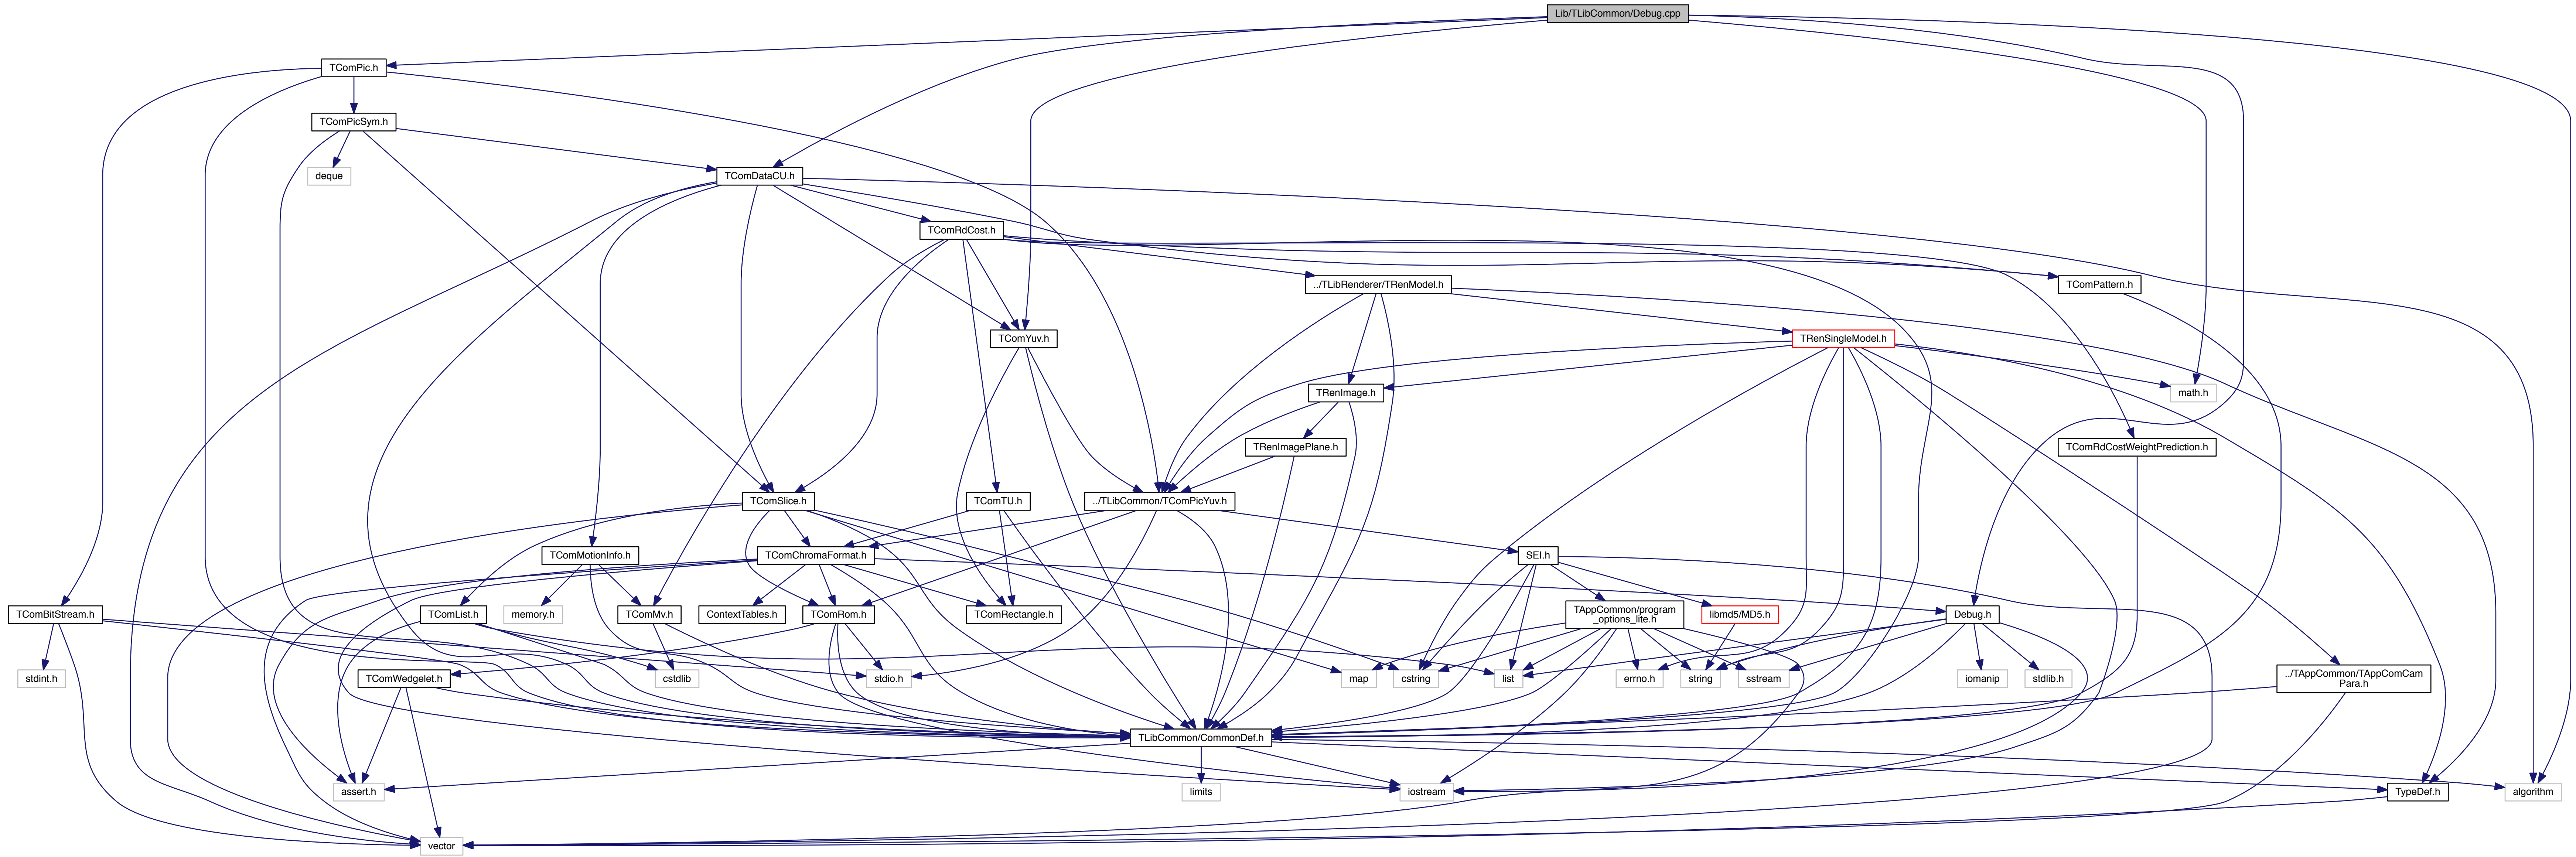 Lib/TLibCommon/Debug.cpp
TComPic.h
TComPicSym.h
deque
TComDataCU.h
TComRdCost.h
../TLibRenderer/TRenModel.h
TComPattern.h
TComYuv.h
TRenSingleModel.h
TRenImage.h
math.h
TRenImagePlane.h
TComRdCostWeightPrediction.h
TComSlice.h
TComTU.h
../TLibCommon/TComPicYuv.h
TComMotionInfo.h
TComChromaFormat.h
SEI.h
TComBitStream.h
TComList.h
memory.h
TComMv.h
ContextTables.h
TComRom.h
TComRectangle.h
TAppCommon/program
_options_lite.h
libmd5/MD5.h
Debug.h
stdint.h
TComWedgelet.h
cstdlib
stdio.h
map
cstring
list
errno.h
string
sstream
iomanip
stdlib.h
../TAppCommon/TAppComCam
Para.h
TLibCommon/CommonDef.h
assert.h
limits
iostream
TypeDef.h
algorithm
vector